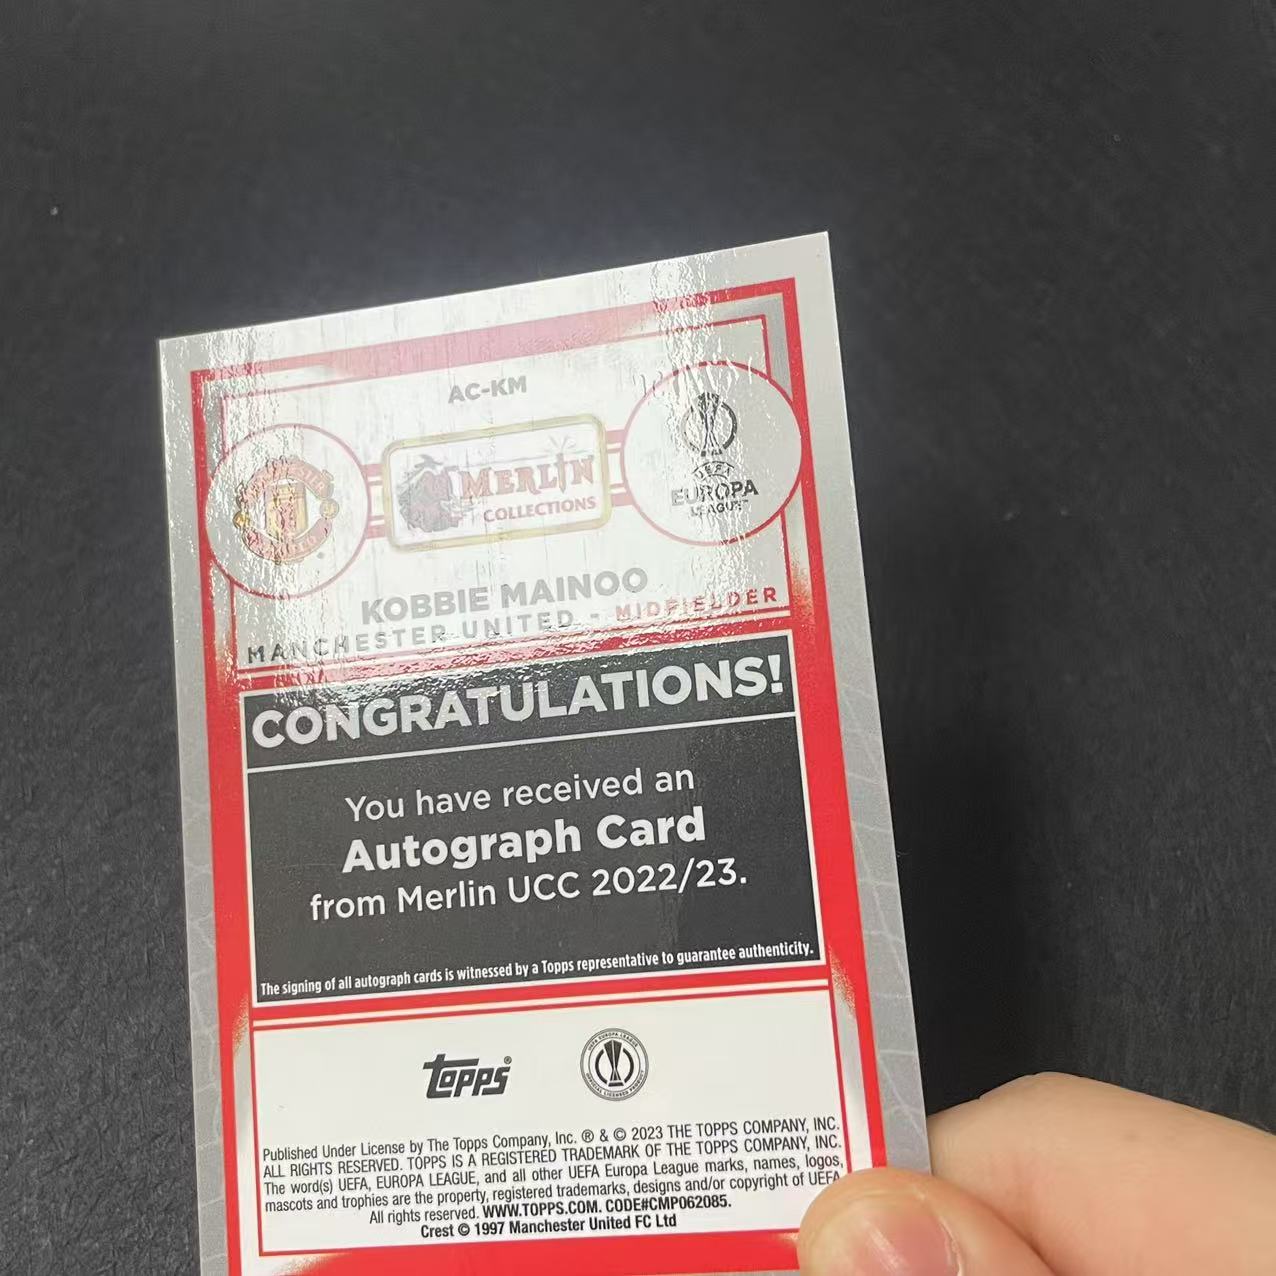 AC-KM
MERLIN
COLLECTIONS
UEFA
EUROPA
LEAGUE™
KOBBIE MAINOO
MANCHESTER UNITED - MIDFIELDER
CONGRATULATIONS!
You have received an
Autograph Card
from Merlin UCC 2022/23.
The signing of all autograph cards is witnessed by a Topps representative to guarantee authenticity.
Topps®
Published Under License by The Topps Company, Inc. ® & © 2023 THE TOPPS COMPANY, INC.
ALL RIGHTS RESERVED. TOPPS IS A REGISTERED TRADEMARK OF THE TOPPS COMPANY, INC.
The word(s) UEFA, EUROPA LEAGUE, and all other UEFA Europa League marks, names, logos,
mascots and trophies are the property, registered trademarks, designs and/or copyright of UEFA
All rights reserved. WWW.TOPPS.COM. CODE#CMP062085.
Crest © 1997 Manchester United FC Ltd